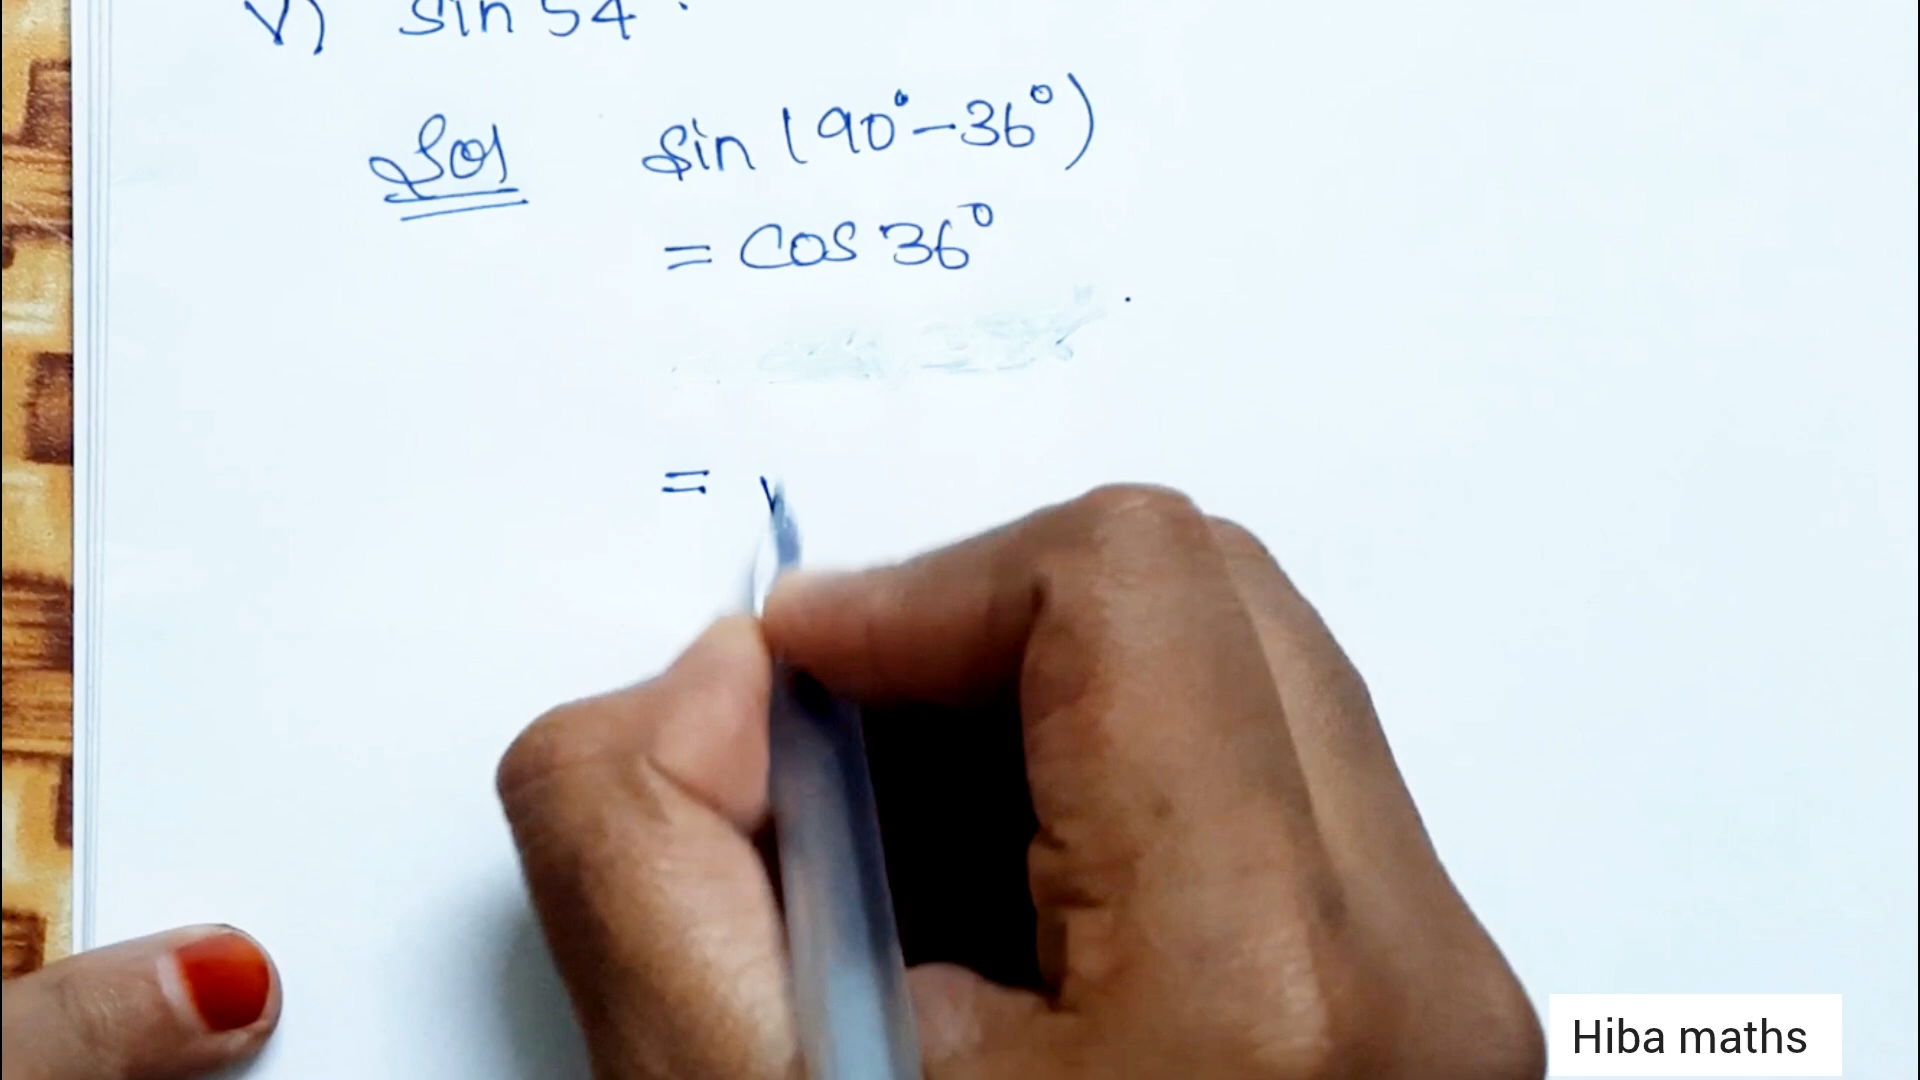 V) Sin 54°
Sol Sin (90°-36°)
= Cos 36°
=
Hiba maths